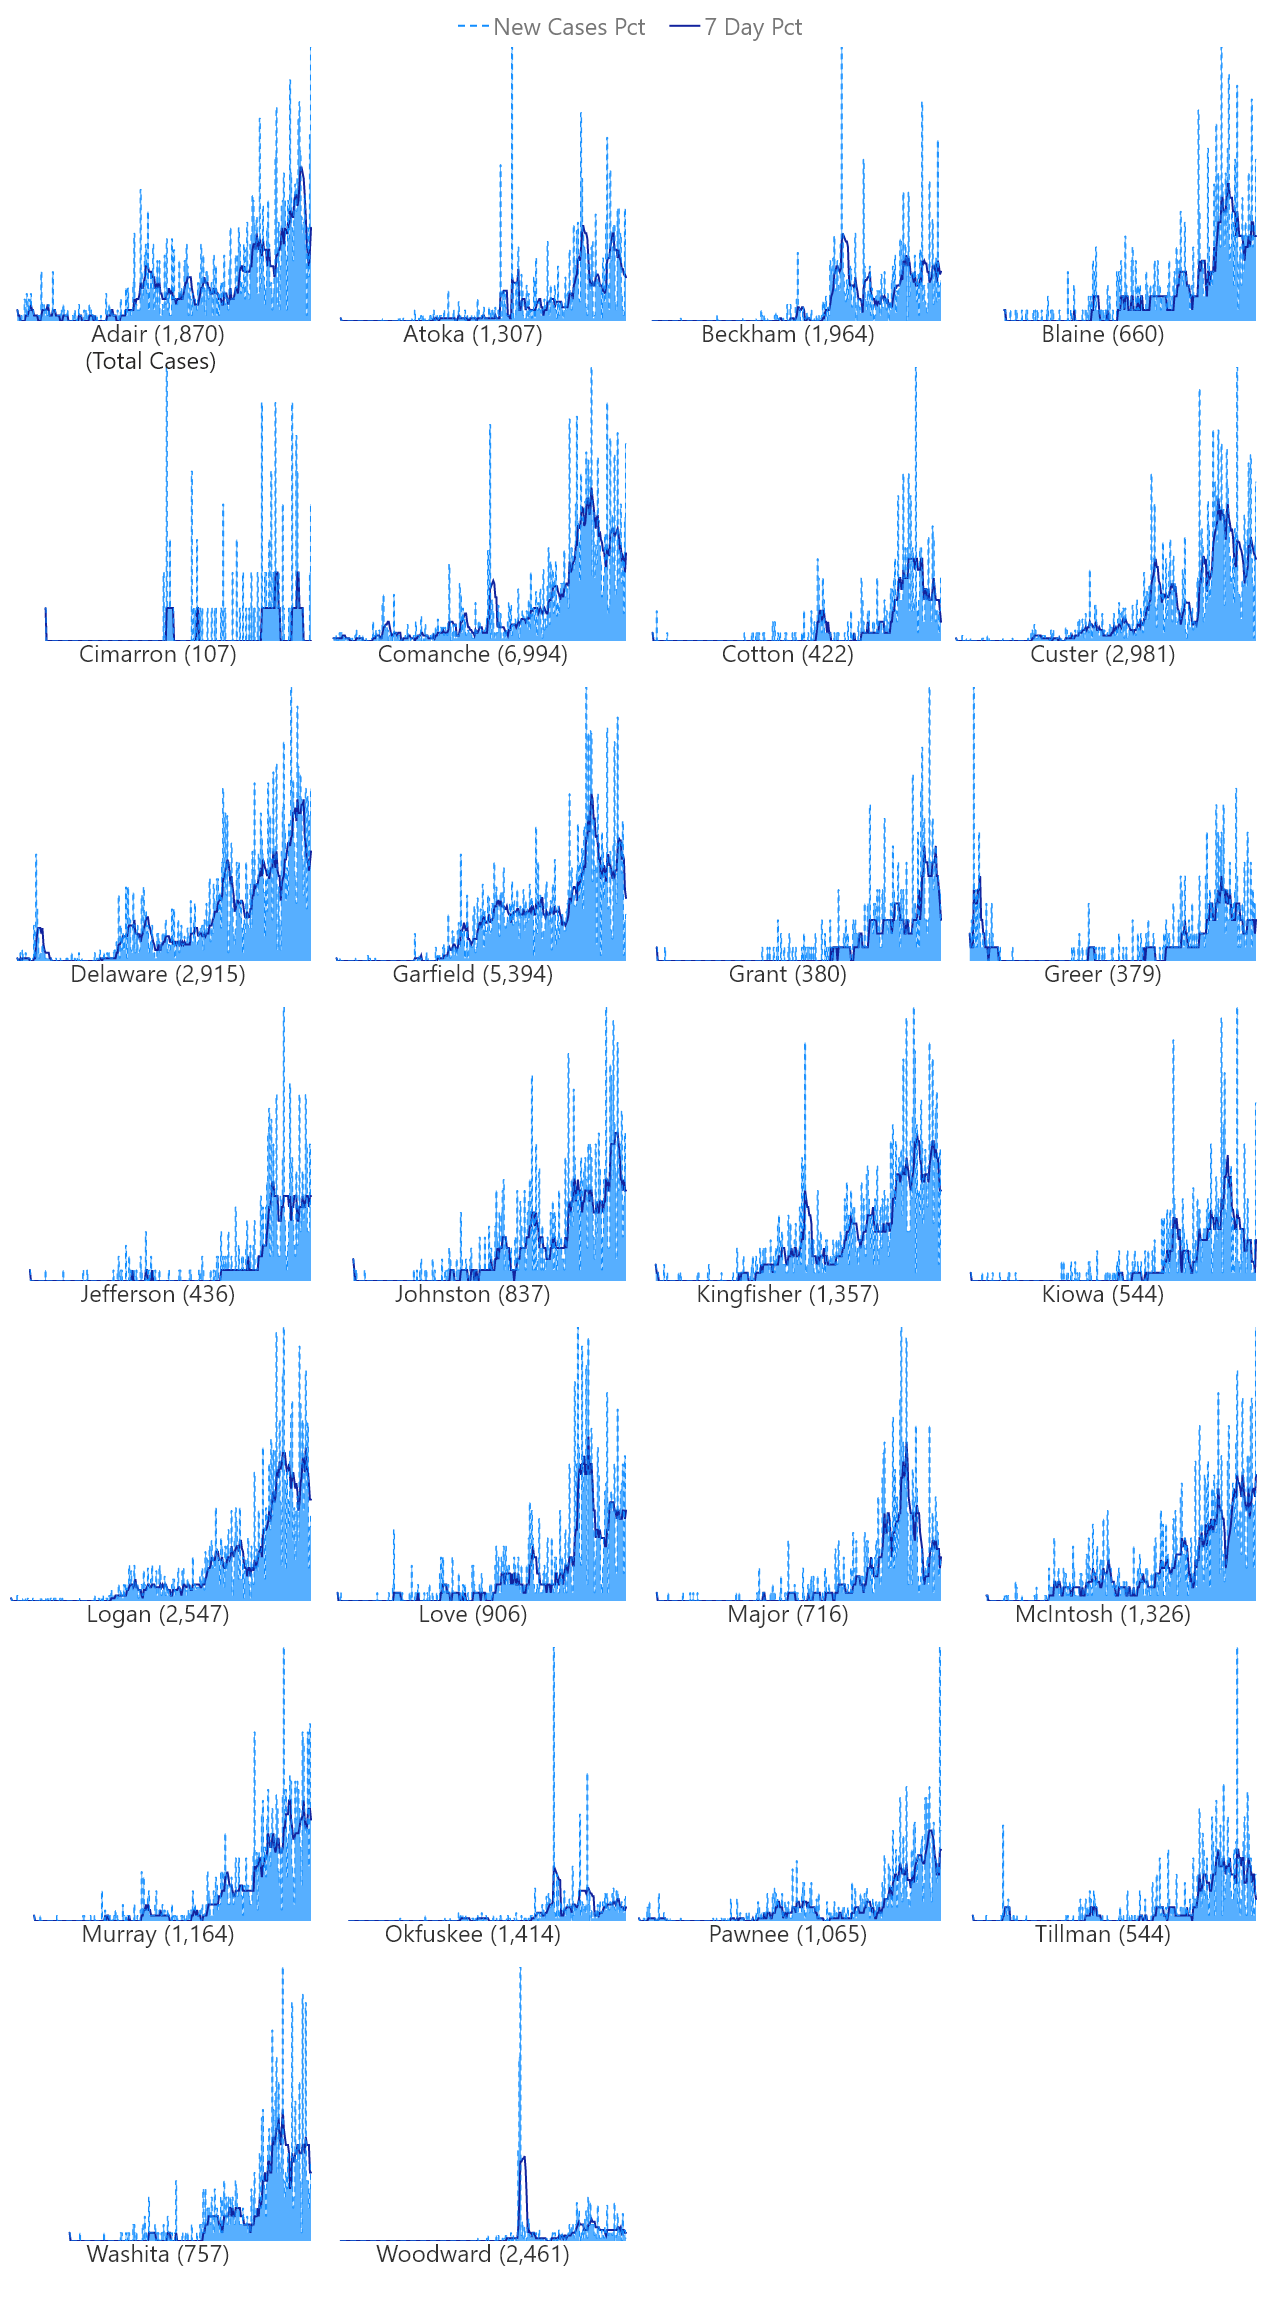 New Cases Pct 7 Day Pct
Adair (1,870) Atoka (1,307) Beckham (1,964) Blaine (660)
(Total Cases)
Cimarron (107) Comanche (6,994) Cotton (422) Custer (2,981)
Delaware (2,915) Garfield (5,394) Grant (380) Greer (379)
Jefferson (436) Johnston (837) Kingfisher (1,357) Kiowa (544)
Logan (2,547) Love (906) Major (716) McIntosh (1,326)
Murray (1,164) Okfuskee (1,414) Pawnee (1,065) Tillman (544)
Washita (757) Woodward (2,461)